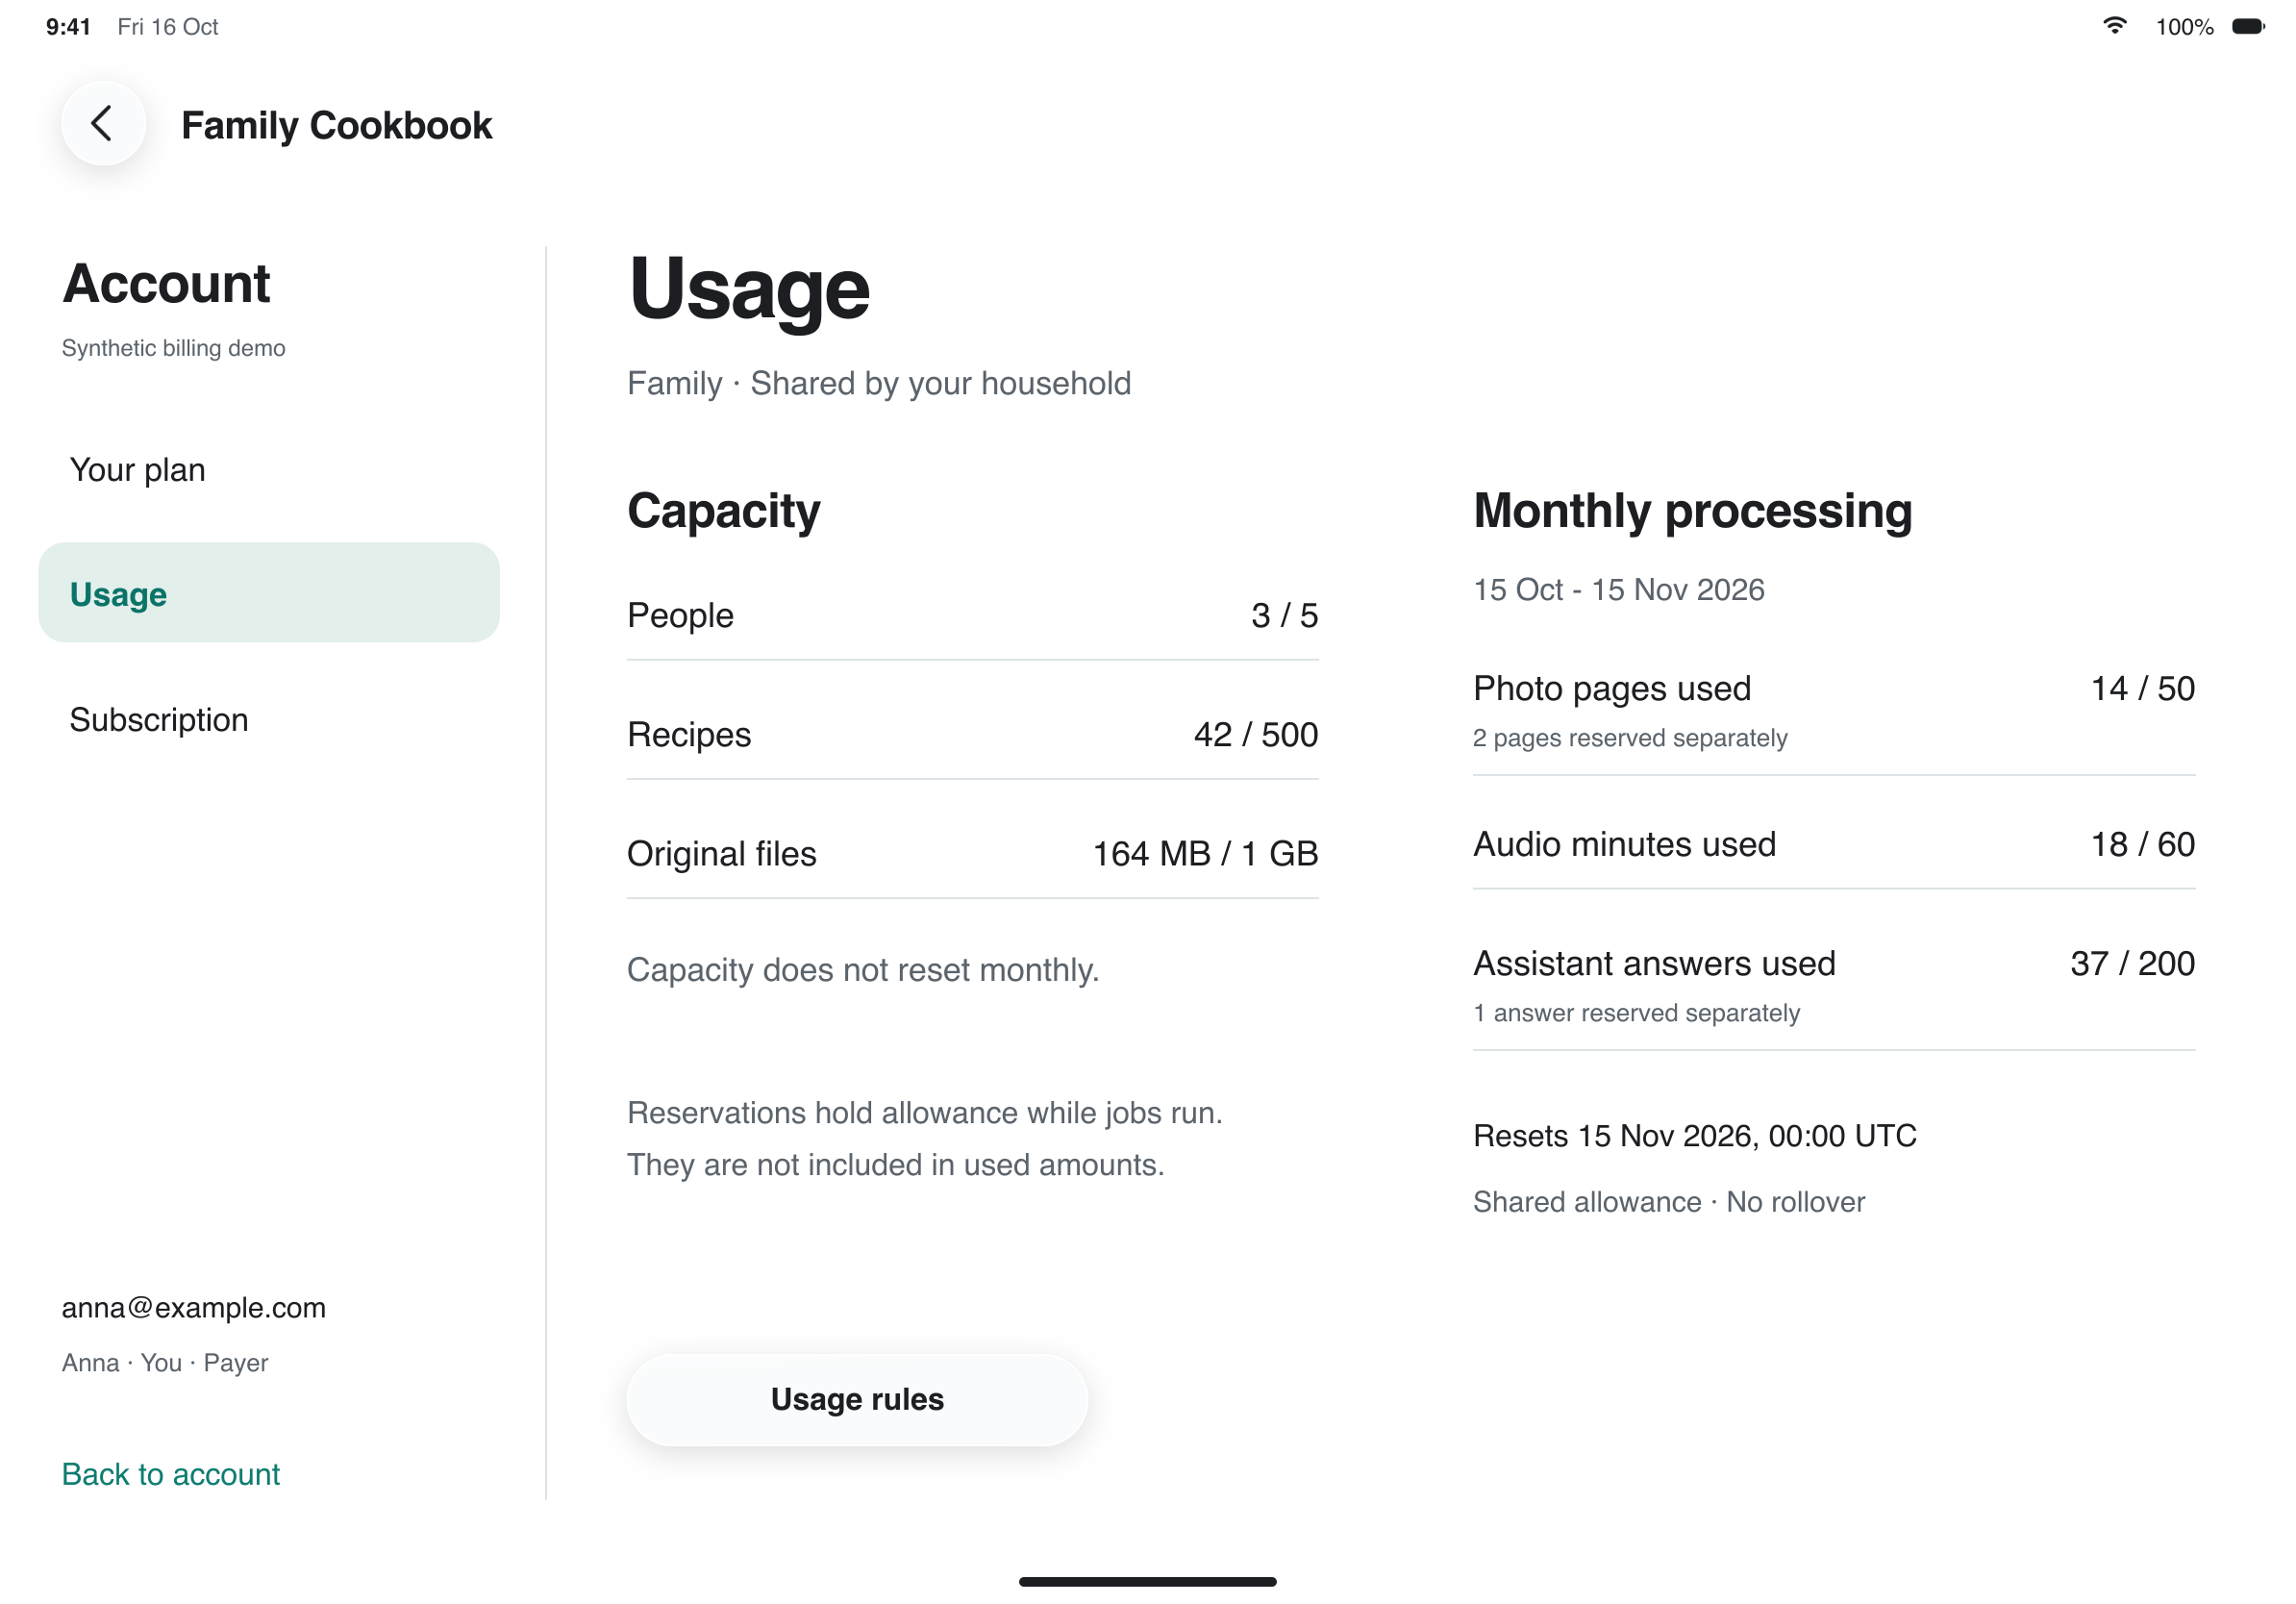 9:41 Fri 16 Oct
100%
Family Cookbook
Account
Synthetic billing demo
Your plan
Usage
Subscription
anna@example.com
Anna · You · Payer
Back to account
Usage
Family · Shared by your household
Capacity
People 3 / 5
Recipes 42 / 500
Original files 164 MB / 1 GB
Capacity does not reset monthly.
Reservations hold allowance while jobs run.
They are not included in used amounts.
Usage rules
Monthly processing
15 Oct - 15 Nov 2026
Photo pages used 14 / 50
2 pages reserved separately
Audio minutes used 18 / 60
Assistant answers used 37 / 200
1 answer reserved separately
Resets 15 Nov 2026, 00:00 UTC
Shared allowance · No rollover